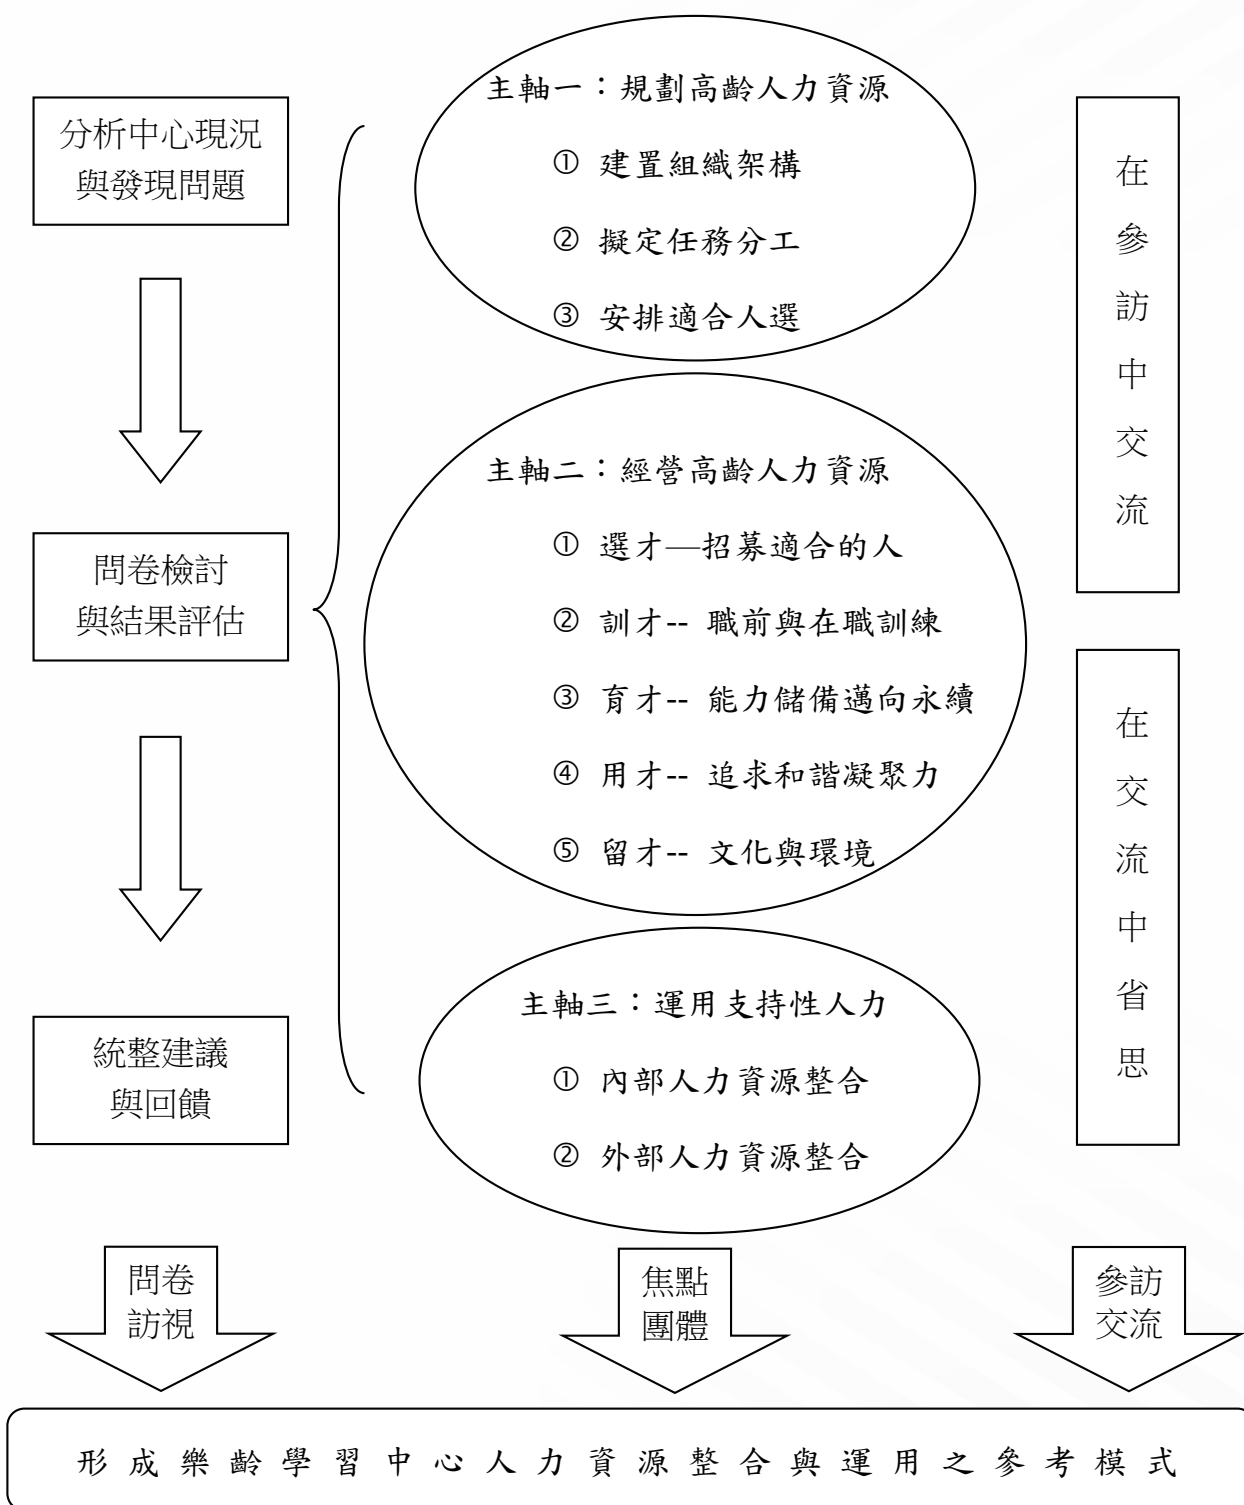 分析中心現況
與發現問題
問卷檢討
與結果評估
統整建議
與回饋
主軸一：規劃高齡人力資源
① 建置組織架構
② 擬定任務分工
③ 安排適合人選
主軸二：經營高齡人力資源
① 選才—招募適合的人
② 訓才-- 職前與在職訓練
③ 育才-- 能力儲備邁向永續
④ 用才-- 追求和諧凝聚力
⑤ 留才-- 文化與環境
主軸三：運用支持性人力
① 內部人力資源整合
② 外部人力資源整合
在參訪中交流
在交流中省思
問卷
訪視
焦點
團體
參訪
交流
形成樂齡學習中心人力資源整合與運用之參考模式